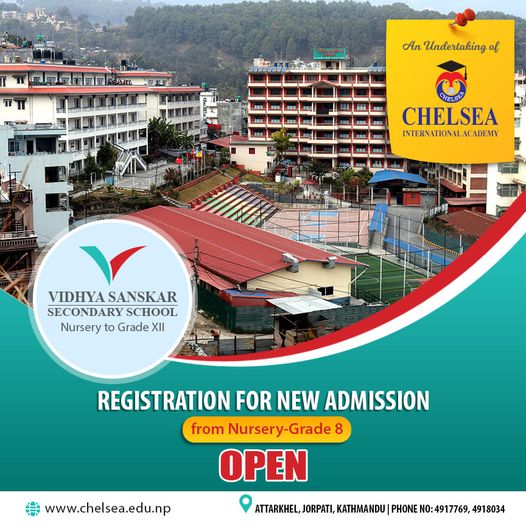 An Undertaking of
CHELSEA
CHELSEA
INTERNATIONAL ACADEMY
VIDHYA SANSKAR
SECONDARY SCHOOL
Nursery to Grade XII
REGISTRATION FOR NEW ADMISSION
from Nursery-Grade 8
OPEN
www.chelsea.edu.np
ATTARKHEL, JORPATI, KATHMANDU | PHONE NO: 4917769, 4918034